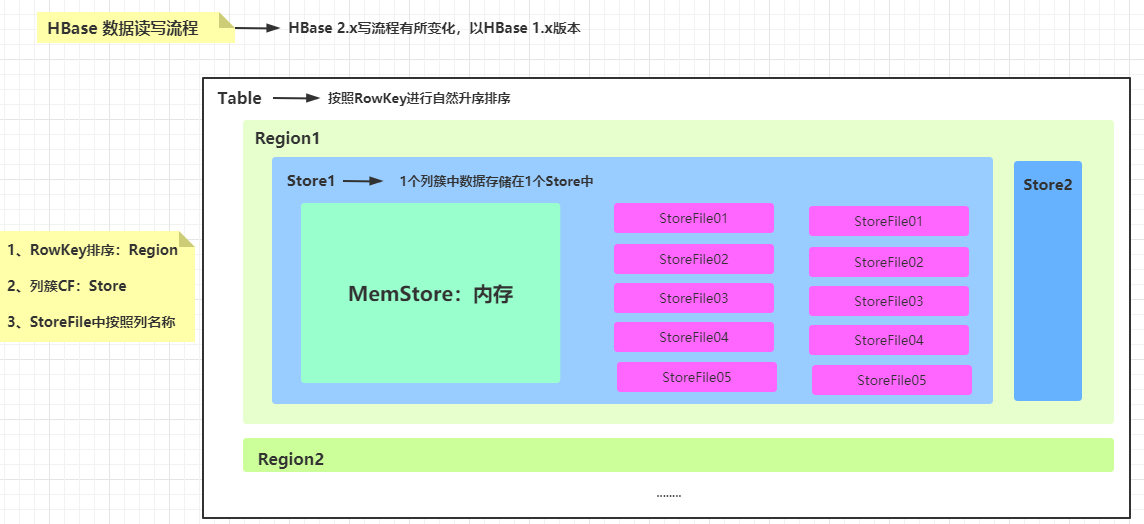 HBase 数据读写流程
HBase 2.x写流程有所变化，以HBase 1.x版本
Table
按照RowKey进行自然升序排序
Region1
Store1
1个列簇中数据存储在1个Store中
Store2
MemStore：内存
StoreFile01
StoreFile02
StoreFile03
StoreFile04
StoreFile05
StoreFile01
StoreFile02
StoreFile03
StoreFile04
StoreFile05
1、RowKey排序：Region
2、列簇CF：Store
3、StoreFile中按照列名称
Region2
........